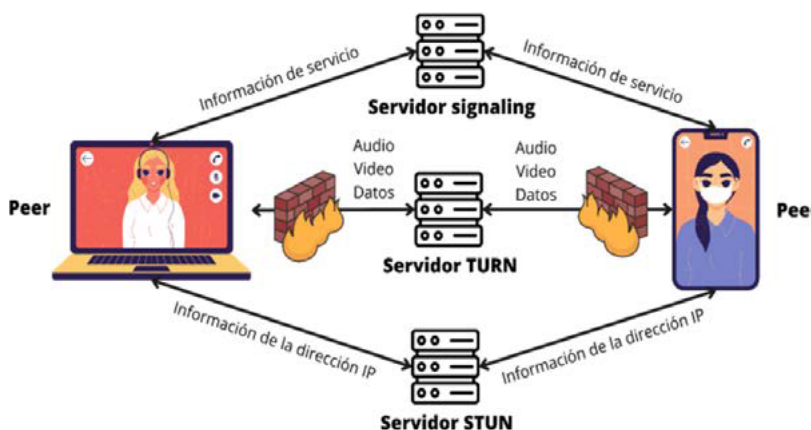 Información de servicio
Información de servicio
Servidor signaling
Audio
Video
Datos
Audio
Video
Datos
Peer
Servidor TURN
Información de la dirección IP
Información de la dirección IP
Servidor STUN